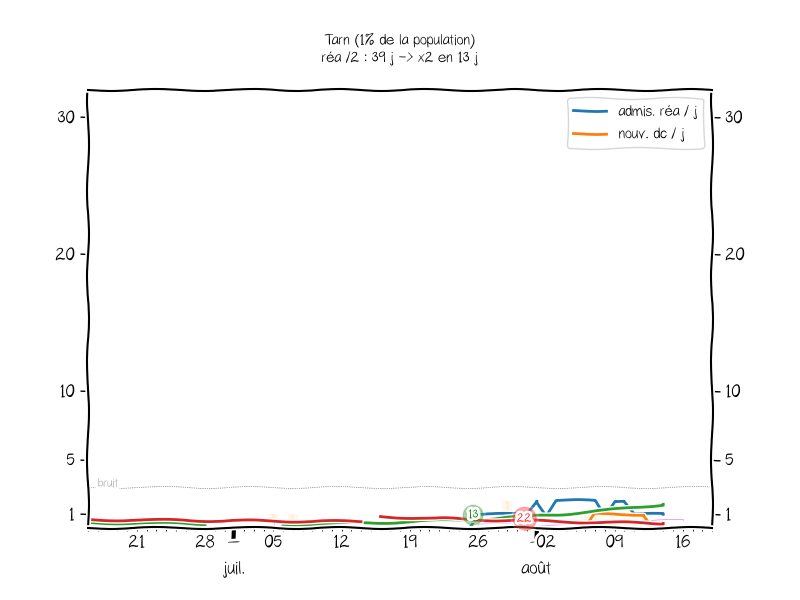 Tarn (1% de la population)
réa /2 : 39 j -> x2 en 13 j
admis. réa / j
nouv. dc / j
30
30
20
20
10
10
5
5
bruit
1
1
13
22
21 28 1 05 12 19 26 02 09 16
juil. août